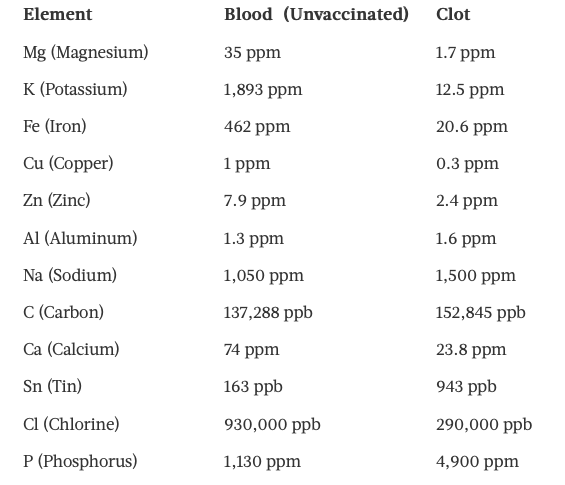 Element Blood (Unvaccinated) Clot
Mg (Magnesium) 35 ppm 1.7 ppm
K (Potassium) 1,893 ppm 12.5 ppm
Fe (Iron) 462 ppm 20.6 ppm
Cu (Copper) 1 ppm 0.3 ppm
Zn (Zinc) 7.9 ppm 2.4 ppm
Al (Aluminum) 1.3 ppm 1.6 ppm
Na (Sodium) 1,050 ppm 1,500 ppm
C (Carbon) 137,288 ppb 152,845 ppb
Ca (Calcium) 74 ppm 23.8 ppm
Sn (Tin) 163 ppb 943 ppb
Cl (Chlorine) 930,000 ppb 290,000 ppb
P (Phosphorus) 1,130 ppm 4,900 ppm